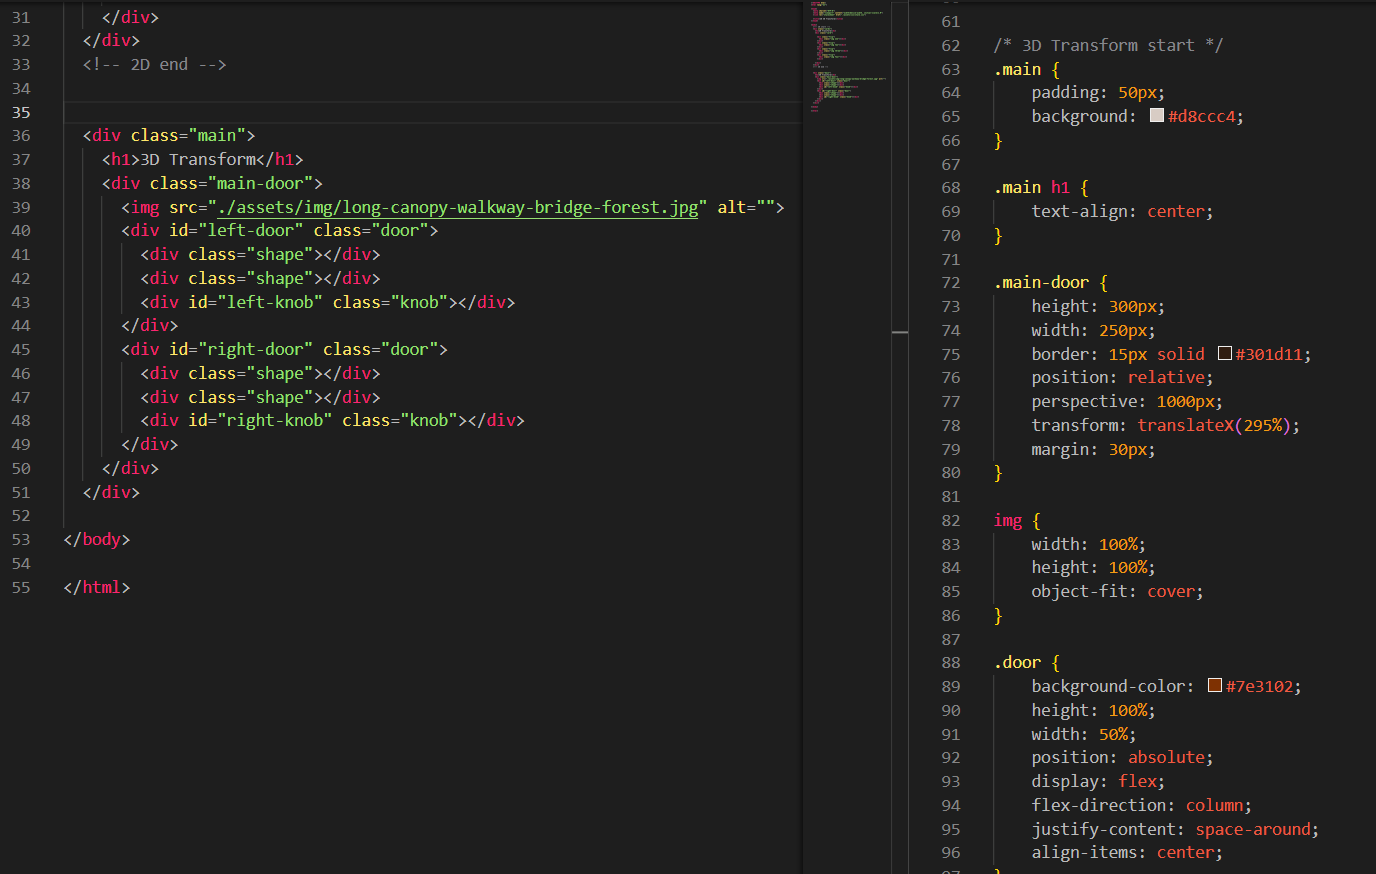 31 </div>
32 </div>
33 <!-- 2D end -->
34
35
36 <div class="main">
37 <h1>3D Transform</h1>
38 <div class="main-door">
39 <img src="./assets/img/long-canopy-walkway-bridge-forest.jpg" alt="">
40 <div id="left-door" class="door">
41 <div class="shape"></div>
42 <div class="shape"></div>
43 <div id="left-knob" class="knob"></div>
44 </div>
45 <div id="right-door" class="door">
46 <div class="shape"></div>
47 <div class="shape"></div>
48 <div id="right-knob" class="knob"></div>
49 </div>
50 </div>
51 </div>
52
53 </body>
54
55 </html>
61
62 /* 3D Transform start */
63 .main {
64 padding: 50px;
65 background: #d8ccc4;
66 }
67
68 .main h1 {
69 text-align: center;
70 }
71
72 .main-door {
73 height: 300px;
74 width: 250px;
75 border: 15px solid #301d11;
76 position: relative;
77 perspective: 1000px;
78 transform: translateX(295%);
79 margin: 30px;
80 }
81
82 img {
83 width: 100%;
84 height: 100%;
85 object-fit: cover;
86 }
87
88 .door {
89 background-color: #7e3102;
90 height: 100%;
91 width: 50%;
92 position: absolute;
93 display: flex;
94 flex-direction: column;
95 justify-content: space-around;
96 align-items: center;